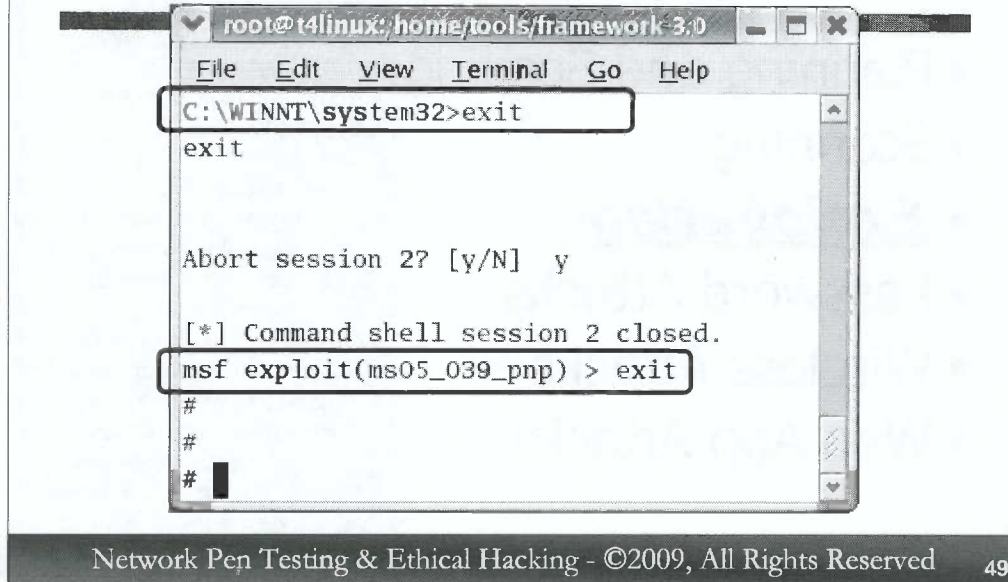 root@t4linux:/home/tools/framework-3.0
File Edit View Terminal Go Help
C:\WINNT\system32>exit
exit
Abort session 2? [y/N] y
[*] Command shell session 2 closed.
msf exploit(ms05_039_pnp) > exit
#
#
#
Network Pen Testing & Ethical Hacking - ©2009, All Rights Reserved
49